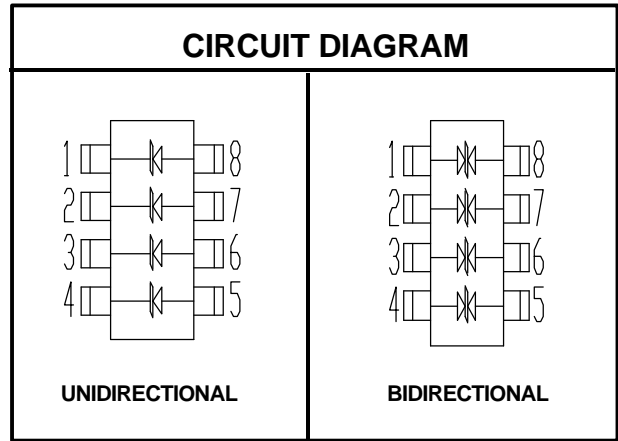 CIRCUIT DIAGRAM
1 8
2 7
3 6
4 5
UNIDIRECTIONAL
1 8
2 7
3 6
4 5
BIDIRECTIONAL